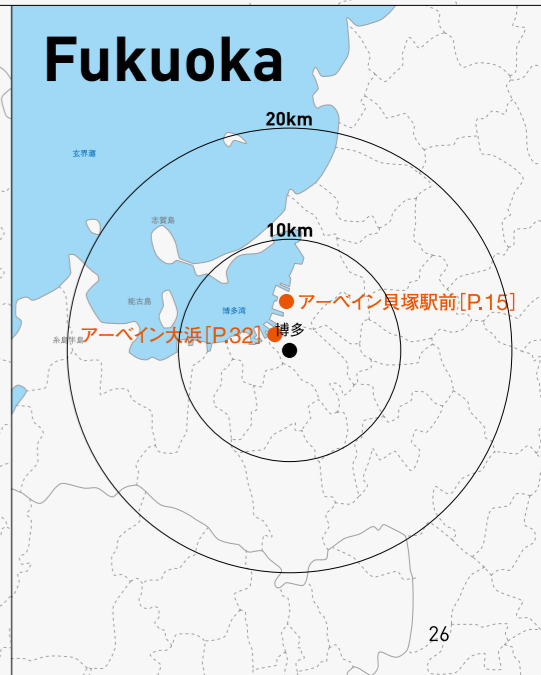 Fukuoka
20km
玄界灘
志賀島
10km
能古島
アーベイン貝塚駅前[P.15]
博多湾
アーベイン大浜[P.32]
博多
糸島半島
26